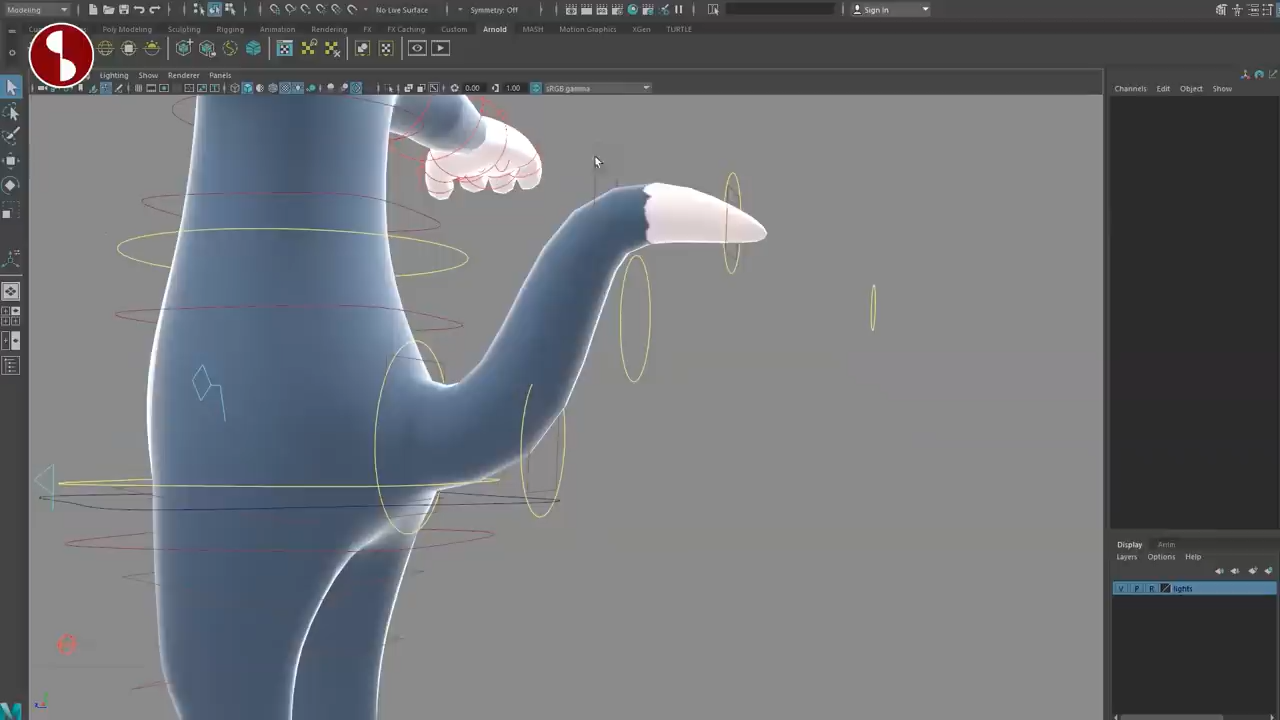 Modeling
No Live Surface
Symmetry: Off
Sign In
Poly Modeling
Sculpting
Rigging
Animation
Rendering
FX
FX Caching
Custom
Arnold
MASH
Motion Graphics
XGen
TURTLE
Lighting
Show
Renderer
Panels
0.00
1.00
sRGB gamma
Channels
Edit
Object
Show
Display
Anim
Layers
Options
Help
V
P
R
lights